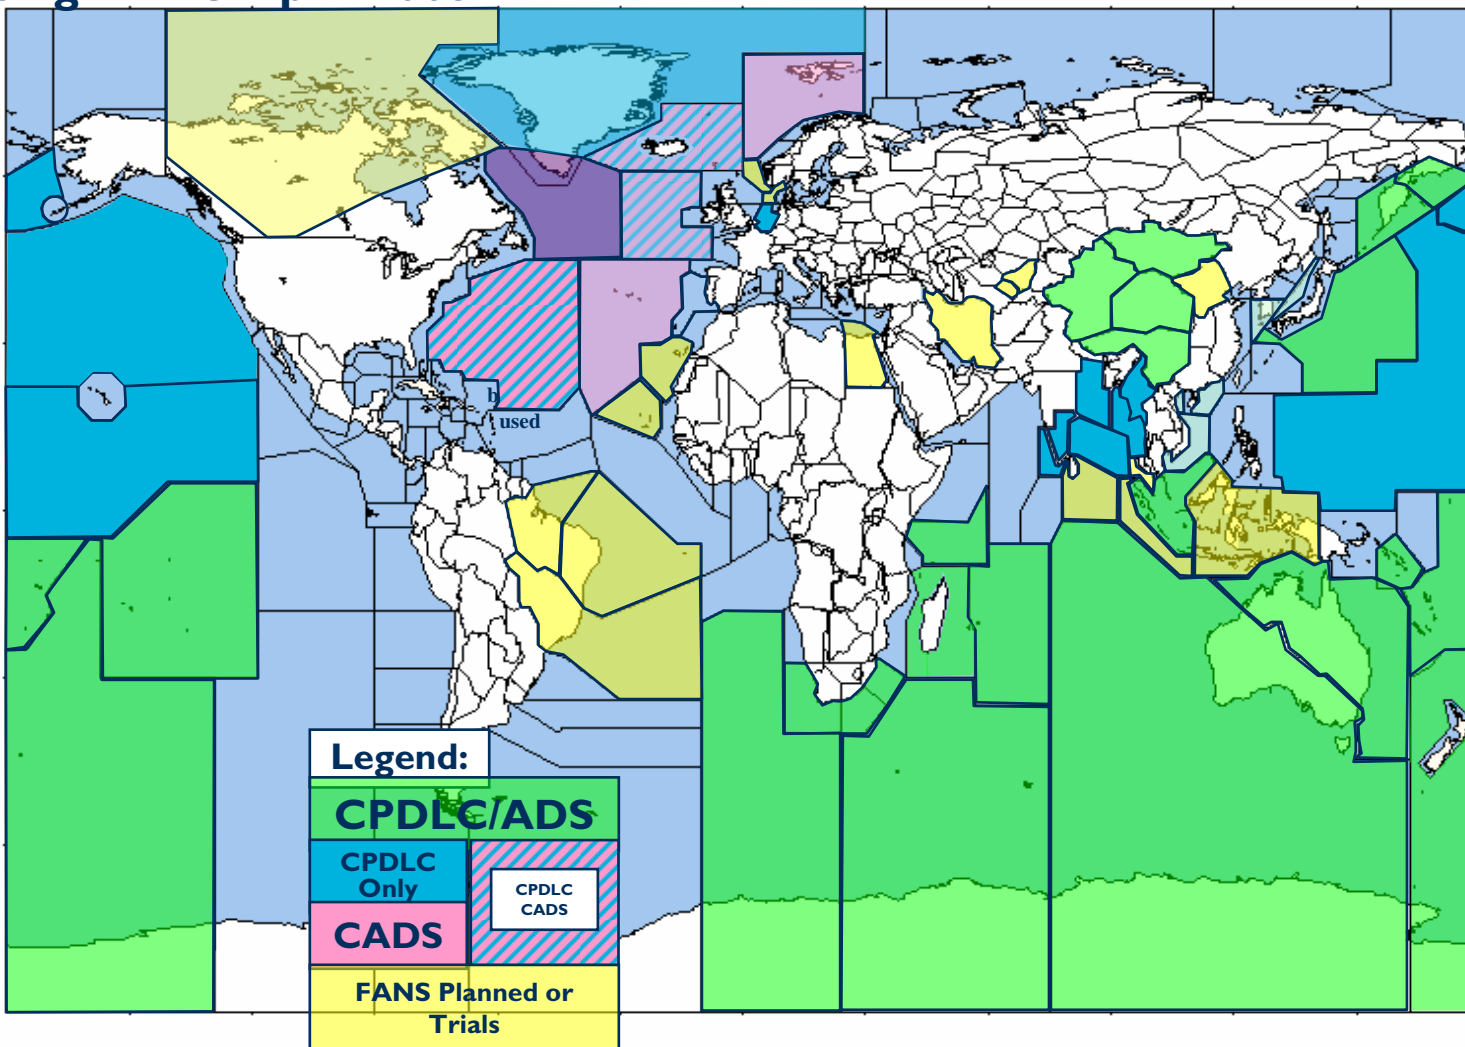 b
used
Legend:
CPDLC/ADS
CPDLC
Only
CPDLC
CADS
CADS
FANS Planned or
Trials